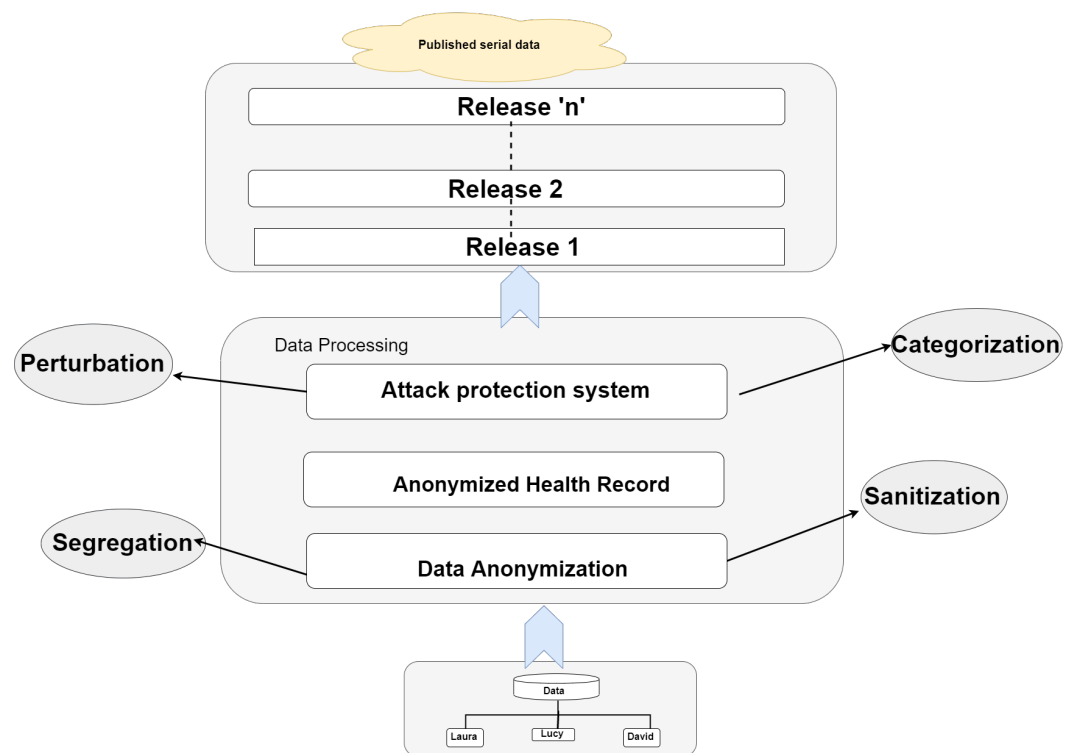 Published serial data
Release 'n'
Release 2
Release 1
Data Processing
Perturbation
Categorization
Attack protection system
Anonymized Health Record
Sanitization
Segregation
Data Anonymization
Data
Laura
Lucy
David